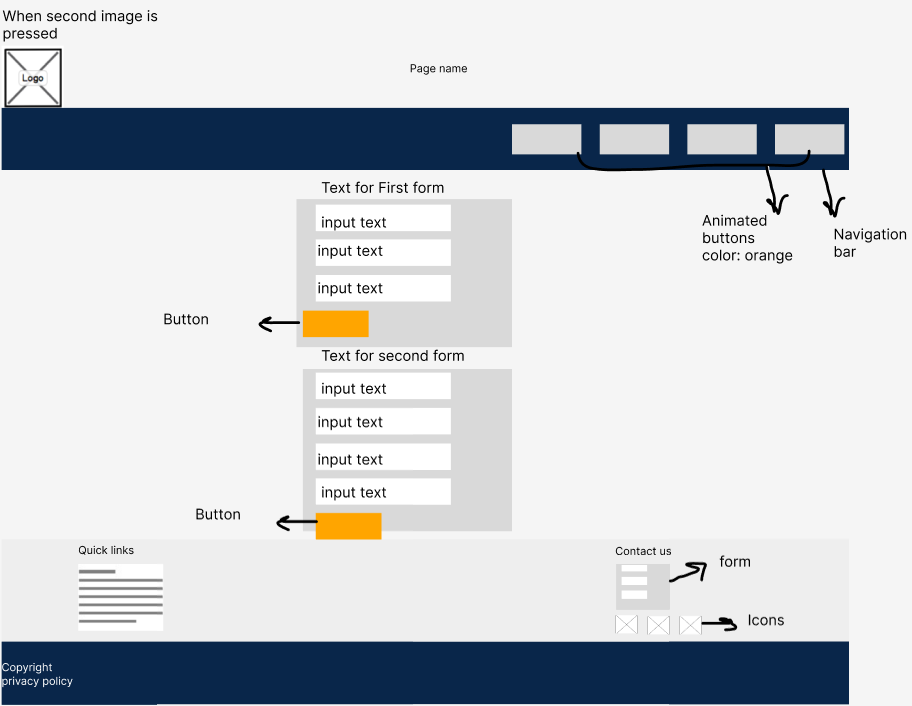 When second image is
pressed
Logo
Page name
Text for First form
input text
input text
input text
Button
Animated
buttons
color: orange
Navigation
bar
Text for second form
input text
input text
input text
input text
Button
Quick links
Contact us
form
Icons
Copyright
privacy policy